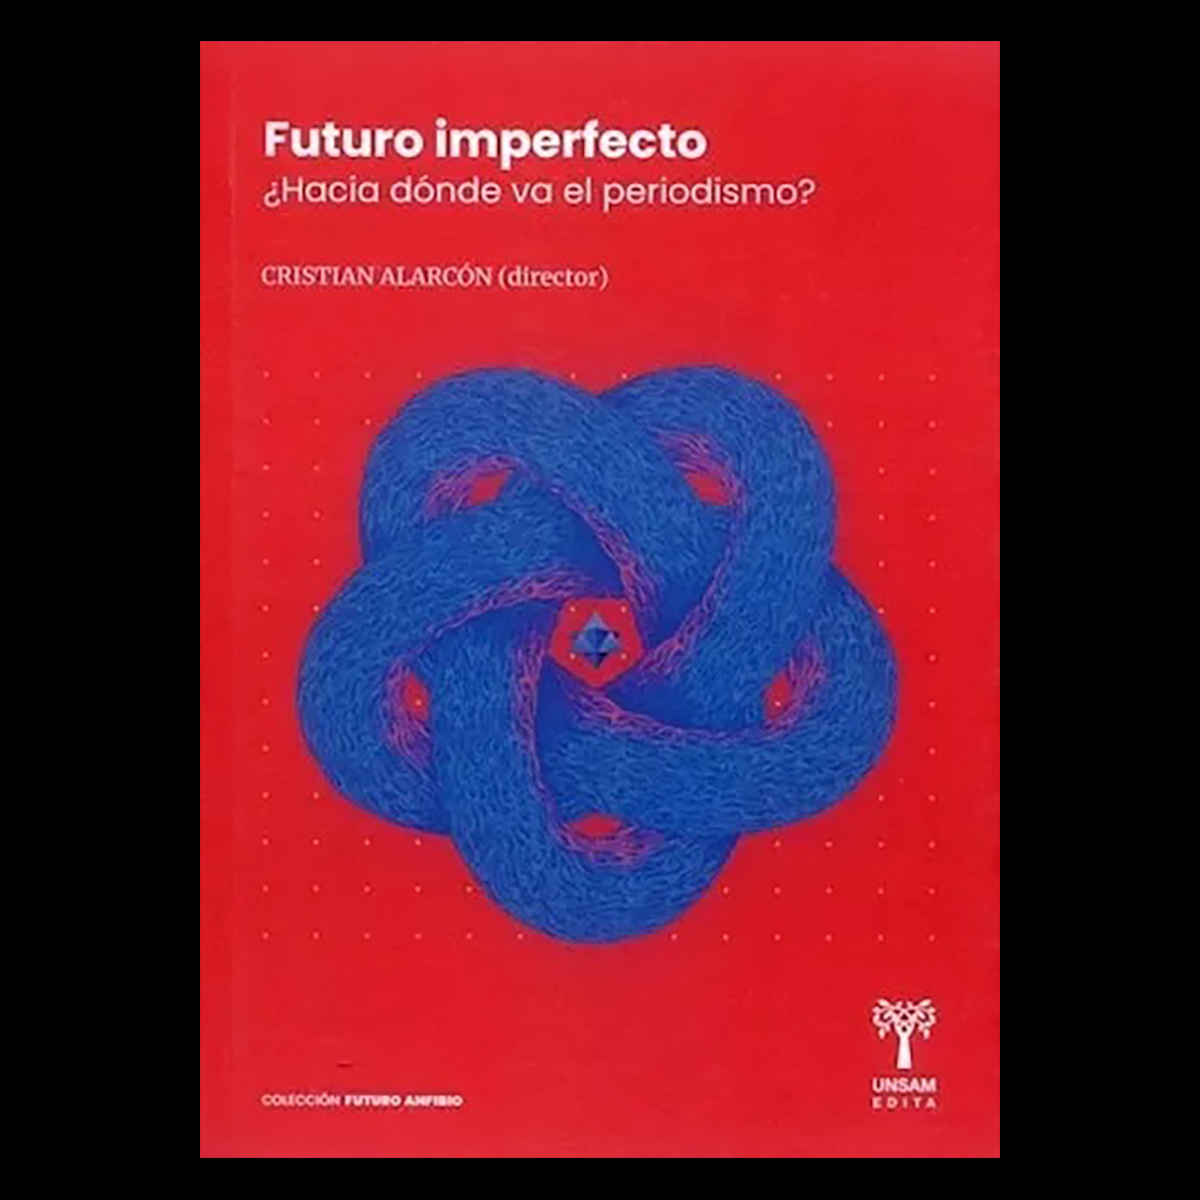 Futuro imperfecto
¿Hacia dónde va el periodismo?
CRISTIAN ALARCÓN (director)
COLECCIÓN FUTURO ANFIBIO
UNSAM
EDITA